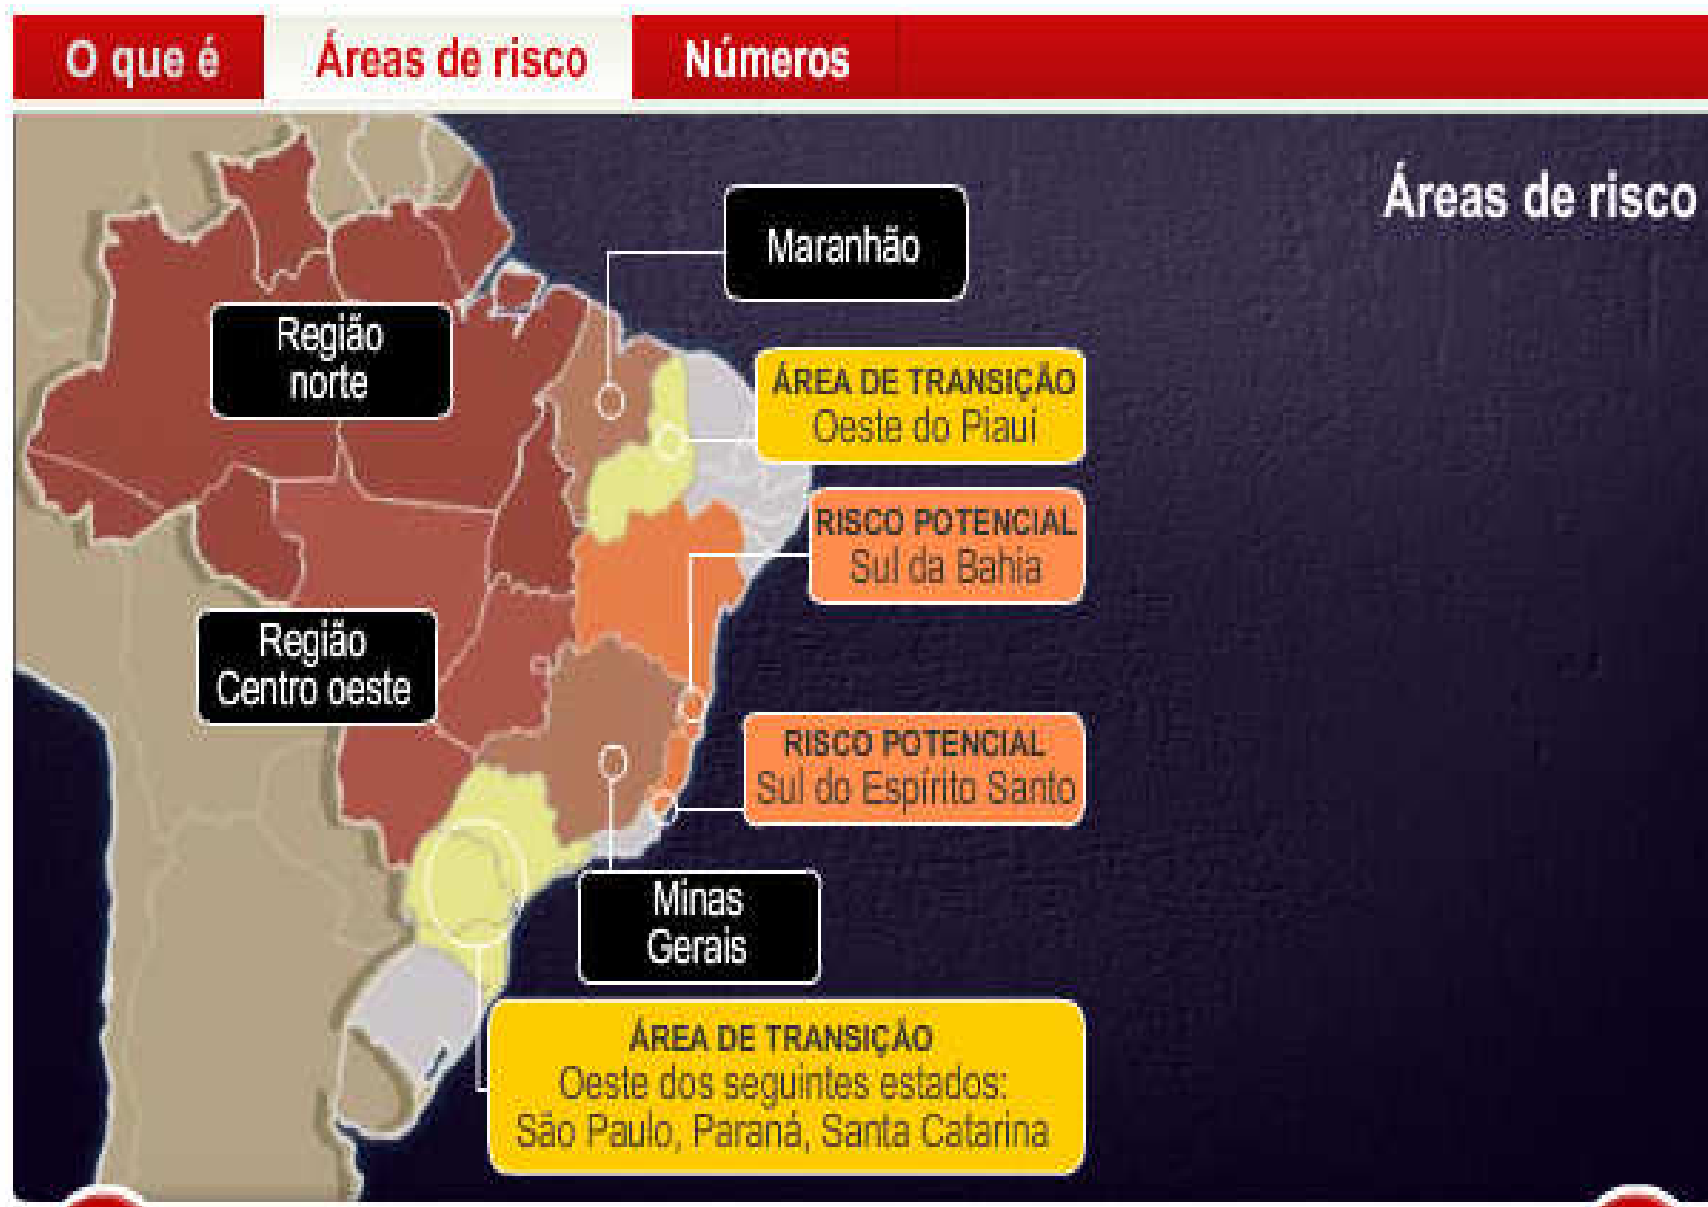 O que é
Áreas de risco
Números
Áreas de risco
Maranhão
Região
norte
ÁREA DE TRANSIÇÃO
Oeste do Piauí
RISCO POTENCIAL
Sul da Bahia
Região
Centro oeste
RISCO POTENCIAL
Sul do Espírito Santo
Minas
Gerais
ÁREA DE TRANSIÇÃO
Oeste dos seguintes estados:
São Paulo, Paraná, Santa Catarina